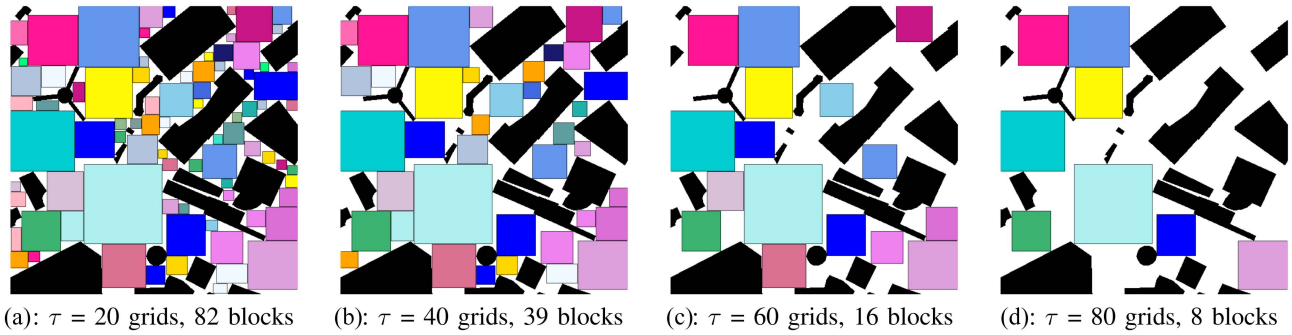 (a): τ = 20 grids, 82 blocks
(b): τ = 40 grids, 39 blocks
(c): τ = 60 grids, 16 blocks
(d): τ = 80 grids, 8 blocks